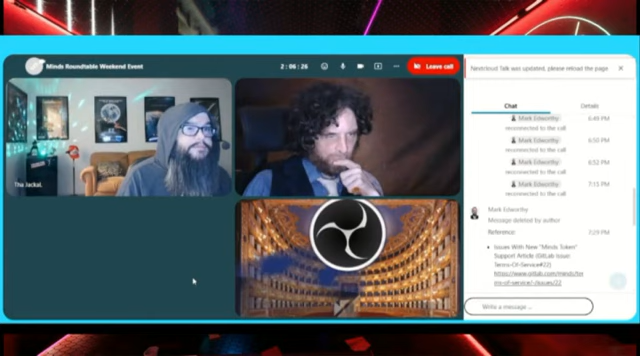 Minds Roundtable Weekend Event
2:06:26
Leave call
Nextcloud Talk was updated, please reload the page
Chat
Details
Mark Edworthy
6:49 PM
reconnected to the call
Mark Edworthy
6:50 PM
reconnected to the call
Mark Edworthy
6:52 PM
reconnected to the call
Mark Edworthy
7:15 PM
reconnected to the call
Mark Edworthy
Message deleted by author
Reference:
7:29 PM
Issues With New "Minds Token"
Support Article (GitLab Issue
Terms-Of-Service#22)
https://www.gitlab.com/minds/ter
ms-of-service/-/issues/22
Write a message ...
The Jackal.